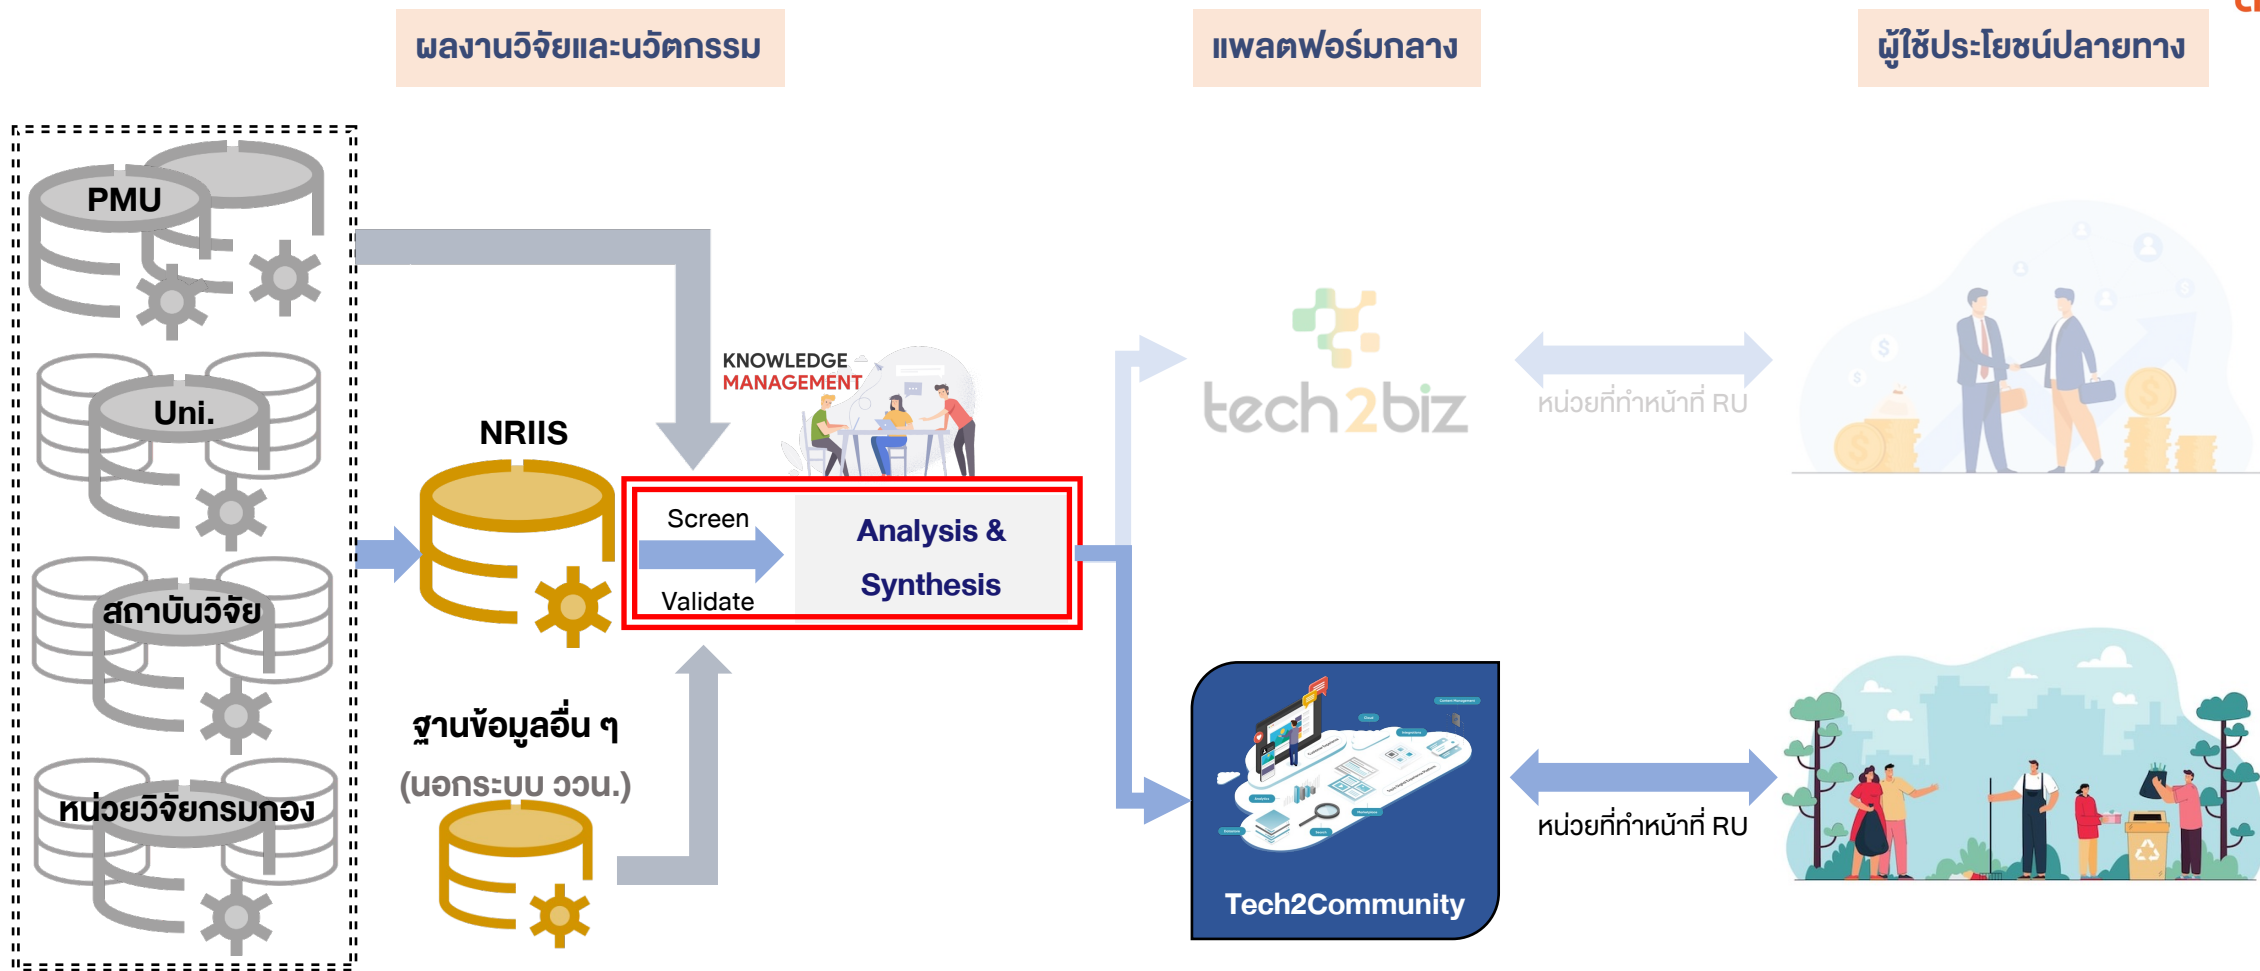 ผลงานวิจัยและนวัตกรรม
แพลตฟอร์มกลาง
ผู้ใช้ประโยชน์ปลายทาง
PMU
Uni.
สถาบันวิจัย
หน่วยวิจัยกรมกอง
NRIIS
ฐานข้อมูลอื่น ๆ
(นอกระบบ ววน.)
KNOWLEDGE
MANAGEMENT
Screen
Validate
Analysis &
Synthesis
tech2biz
หน่วยที่ทำหน้าที่ RU
Tech2Community
หน่วยที่ทำหน้าที่ RU